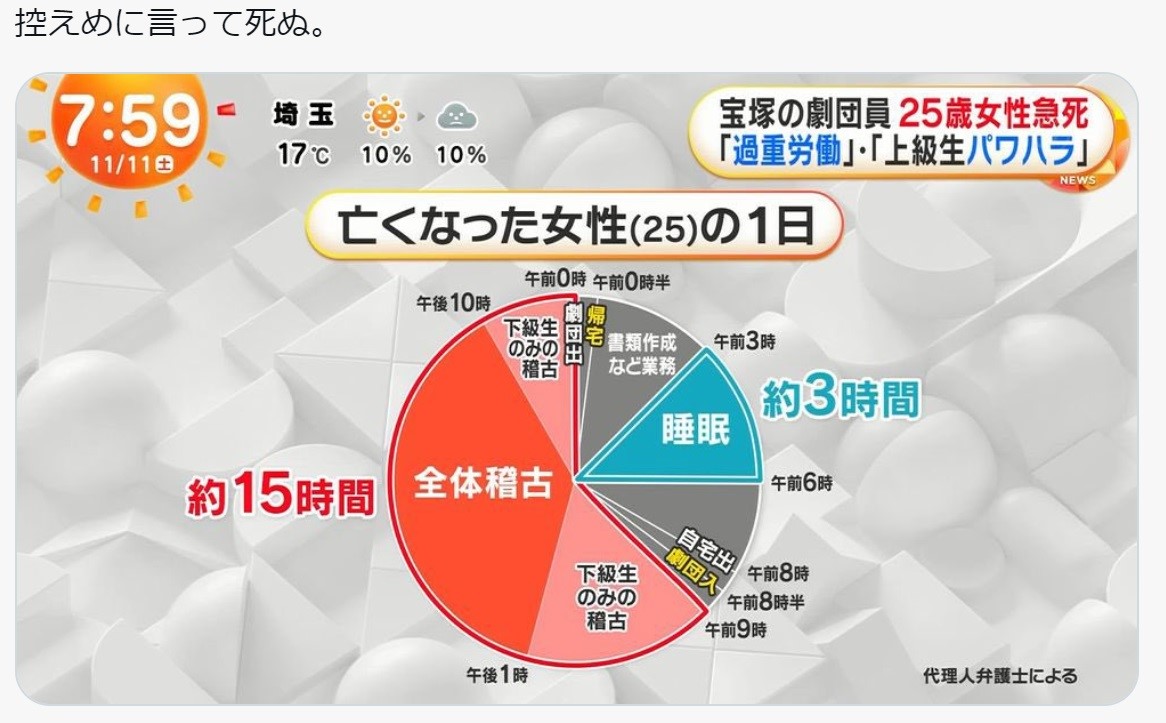 控えめに言って死ぬ。
7:59
11/11土
埼玉
17℃ 10% 10%
宝塚の劇団員 25歳女性急死
「過重労働」・「上級生パワハラ」
NEWS
亡くなった女性(25)の1日
午前0時
午前0時半
午後10時
下級生
のみの
稽古
劇団出
帰宅
書類作成
など業務
午前3時
睡眠
約3時間
午前6時
全体稽古
約15時間
自宅出
劇団入
午前8時
午前8時半
午前9時
下級生
のみの
稽古
午後1時
代理人弁護士による